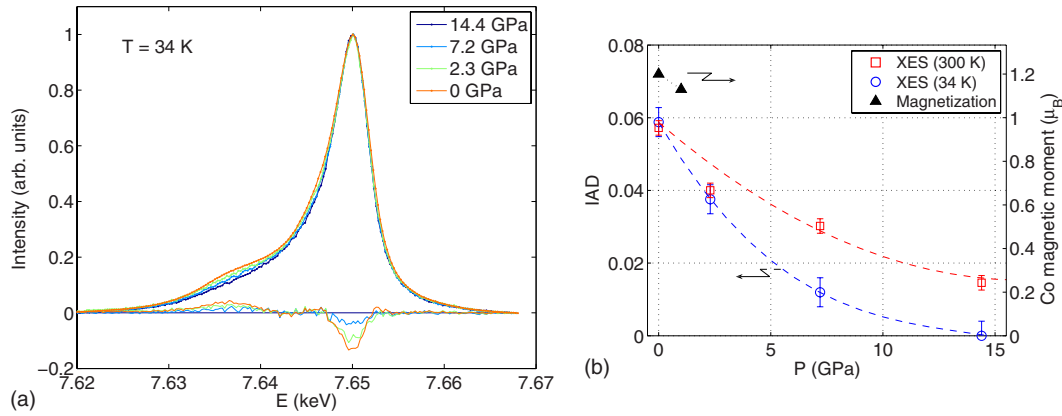 T = 34 K
14.4 GPa
7.2 GPa
2.3 GPa
0 GPa
1
0.8
0.6
0.4
0.2
0
−0.2
Intensity (arb. units)
7.62
7.63
7.64
7.65
7.66
7.67
E (keV)
(a)
XES (300 K)
XES (34 K)
Magnetization
0.08
0.06
0.04
0.02
0
IAD
1.2
1
0.8
0.6
0.4
0.2
0
Co magnetic moment (μB)
0
5
10
15
P (GPa)
(b)